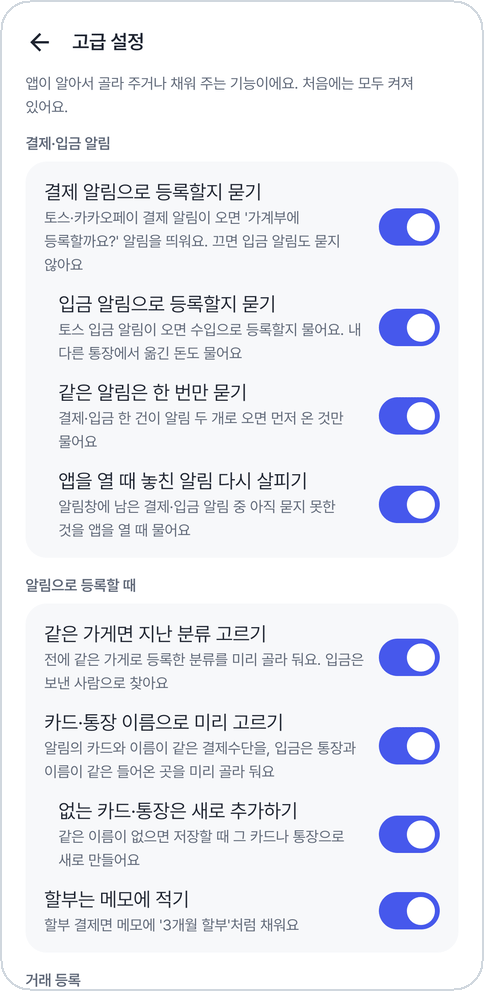 고급 설정
앱이 알아서 골라 주거나 채워 주는 기능이에요. 처음에는 모두 켜져
있어요.
결제·입금 알림
결제 알림으로 등록할지 묻기
토스·카카오페이 결제 알림이 오면 '가계부에
등록할까요?' 알림을 띄워요. 끄면 입금 알림도 묻지
않아요
입금 알림으로 등록할지 묻기
토스 입금 알림이 오면 수입으로 등록할지 물어요. 내
다른 통장에서 옮긴 돈도 물어요
같은 알림은 한 번만 묻기
결제·입금 한 건이 알림 두 개로 오면 먼저 온 것만
물어요
앱을 열 때 놓친 알림 다시 살피기
알림창에 남은 결제·입금 알림 중 아직 묻지 못한
것을 앱을 열 때 물어요
알림으로 등록할 때
같은 가게면 지난 분류 고르기
전에 같은 가게로 등록한 분류를 미리 골라 둬요. 입금은
보낸 사람으로 찾아요
카드·통장 이름으로 미리 고르기
알림의 카드와 이름이 같은 결제수단을, 입금은 통장과
이름이 같은 들어온 곳을 미리 골라 둬요
없는 카드·통장은 새로 추가하기
같은 이름이 없으면 저장할 때 그 카드나 통장으로
새로 만들어요
할부는 메모에 적기
할부 결제면 메모에 '3개월 할부'처럼 채워요
거래 등록